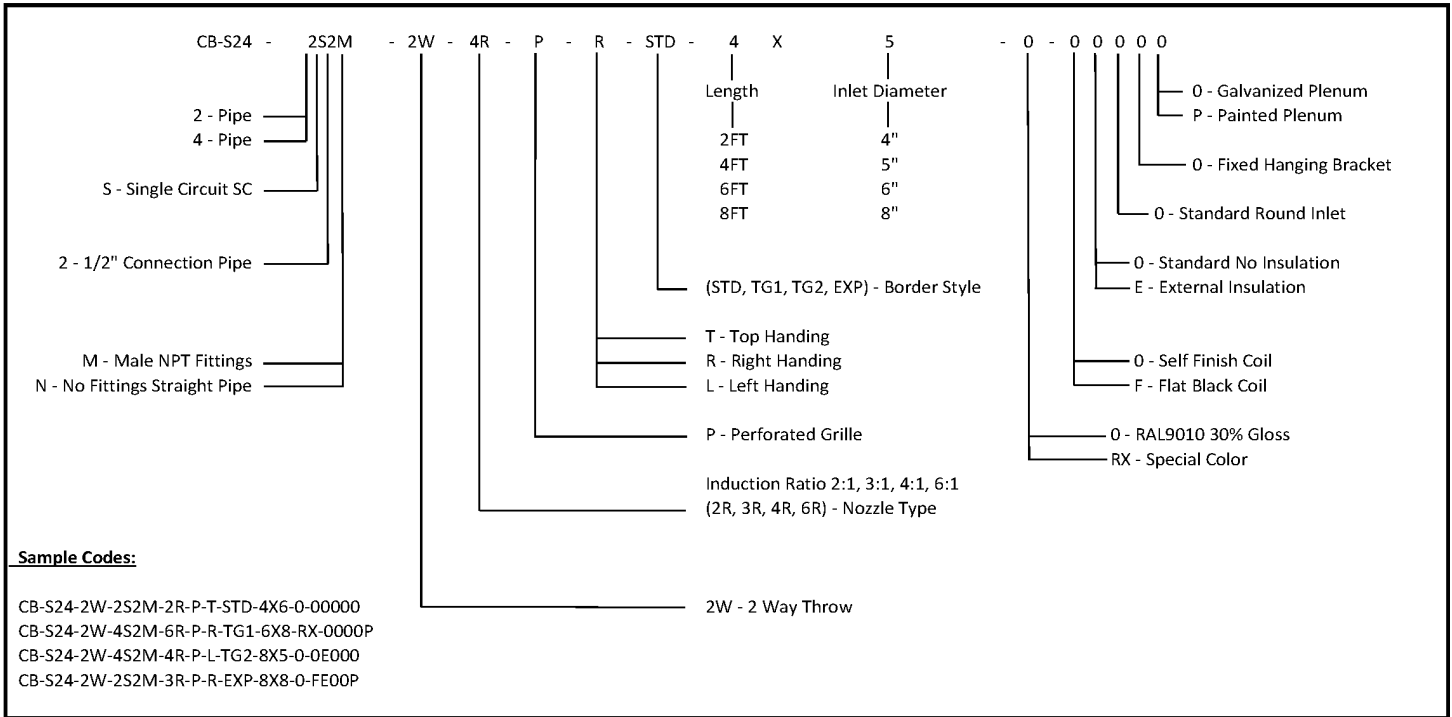 CB-S24 - 2S2M - 2W - 4R - P - R - STD - 4 X 5 - 0 - 0 0 0 0 0
Length Inlet Diameter
2FT 4"
4FT 5"
6FT 6"
8FT 8"
2 - Pipe
4 - Pipe
S - Single Circuit SC
2 - 1/2" Connection Pipe
M - Male NPT Fittings
N - No Fittings Straight Pipe
(STD, TG1, TG2, EXP) - Border Style
T - Top Handing
R - Right Handing
L - Left Handing
P - Perforated Grille
Induction Ratio 2:1, 3:1, 4:1, 6:1
(2R, 3R, 4R, 6R) - Nozzle Type
2W - 2 Way Throw
0 - Galvanized Plenum
P - Painted Plenum
0 - Fixed Hanging Bracket
0 - Standard Round Inlet
0 - Standard No Insulation
E - External Insulation
0 - Self Finish Coil
F - Flat Black Coil
0 - RAL9010 30% Gloss
RX - Special Color
Sample Codes:
CB-S24-2W-2S2M-2R-P-T-STD-4X6-0-00000
CB-S24-2W-4S2M-6R-P-R-TG1-6X8-RX-0000P
CB-S24-2W-4S2M-4R-P-L-TG2-8X5-0-0E000
CB-S24-2W-2S2M-3R-P-R-EXP-8X8-0-FE00P